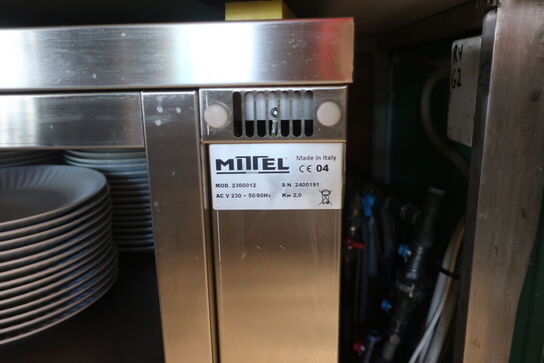 MITTEL Made in Italy
CE 04
MOD. 2360012 S.N. 2400191
AC V 230 ~ 50/60Hz Kw 2,0